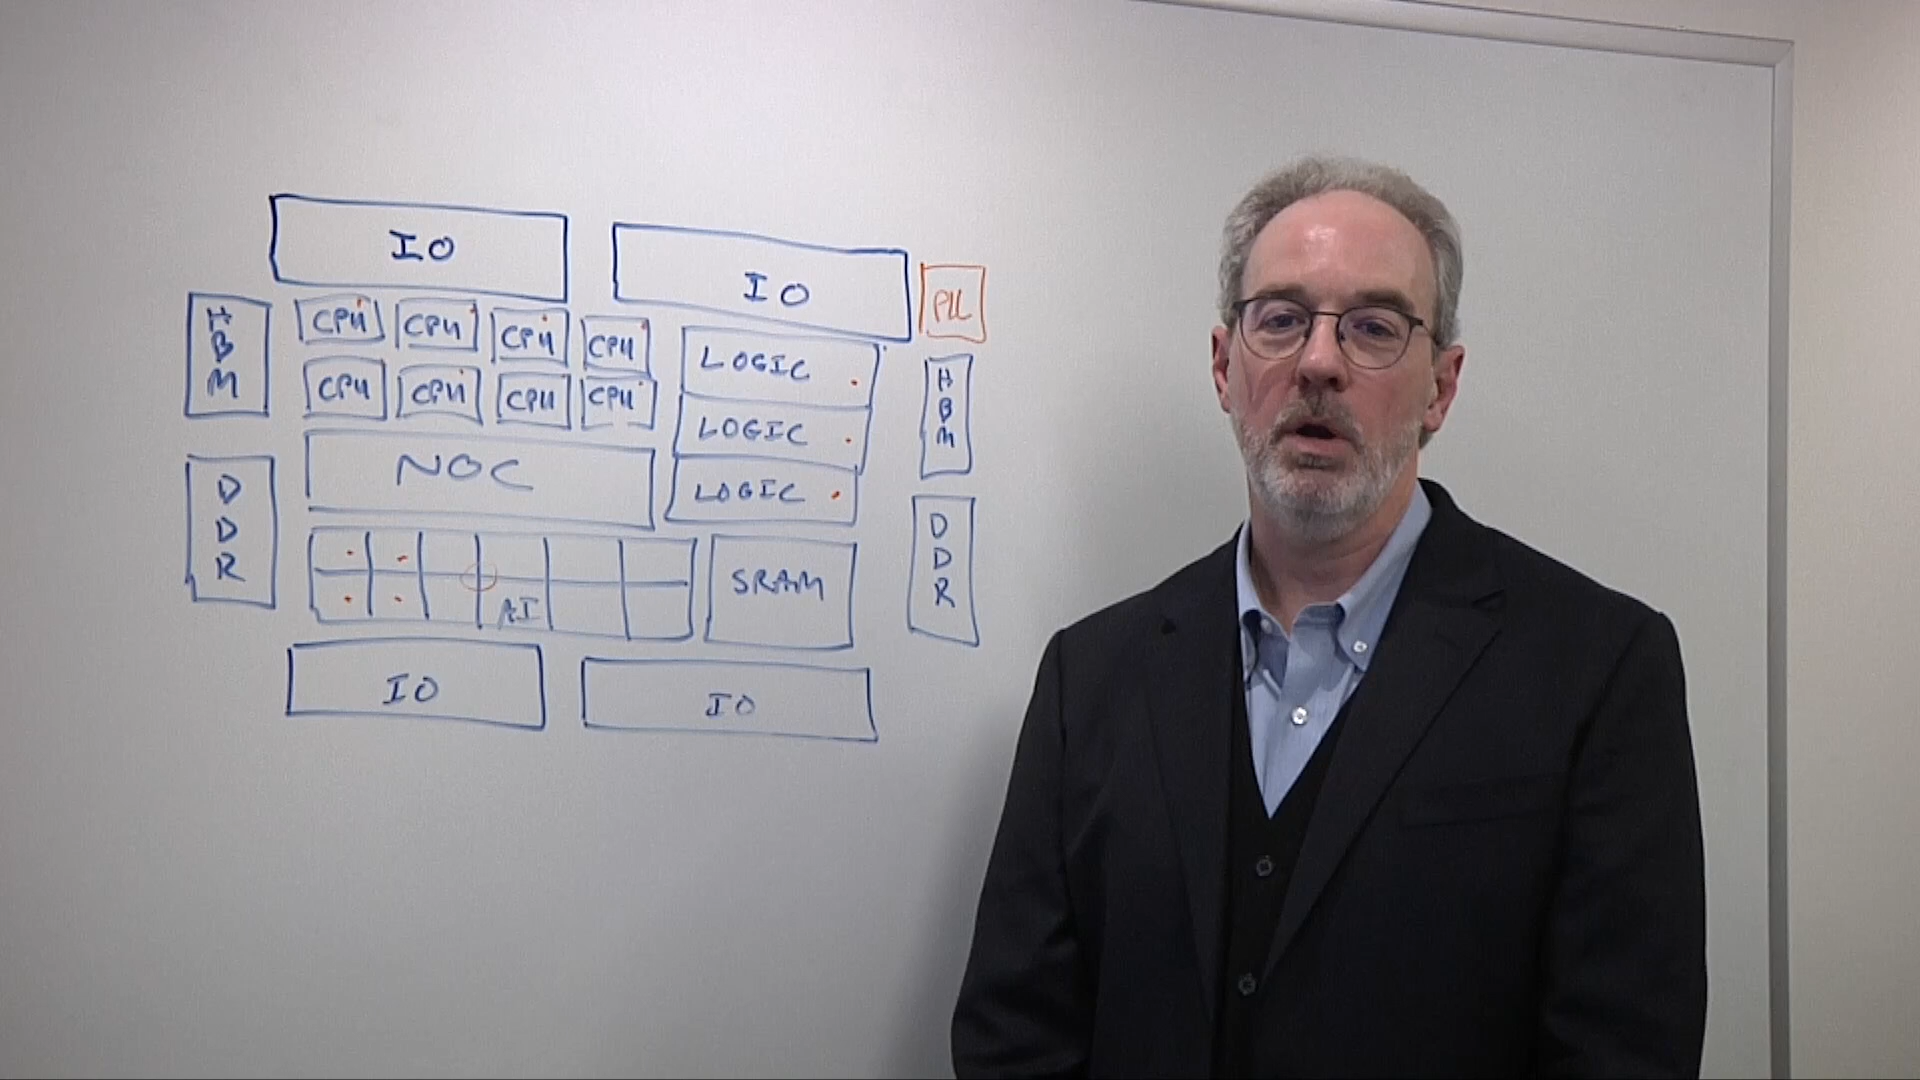 IO
IO
PLL
HBM
CPU CPU CPU CPU
LOGIC
HBM
CPU CPU CPU CPU
LOGIC
NOC
LOGIC
DDR
DDR
SRAM
AI
IO
IO